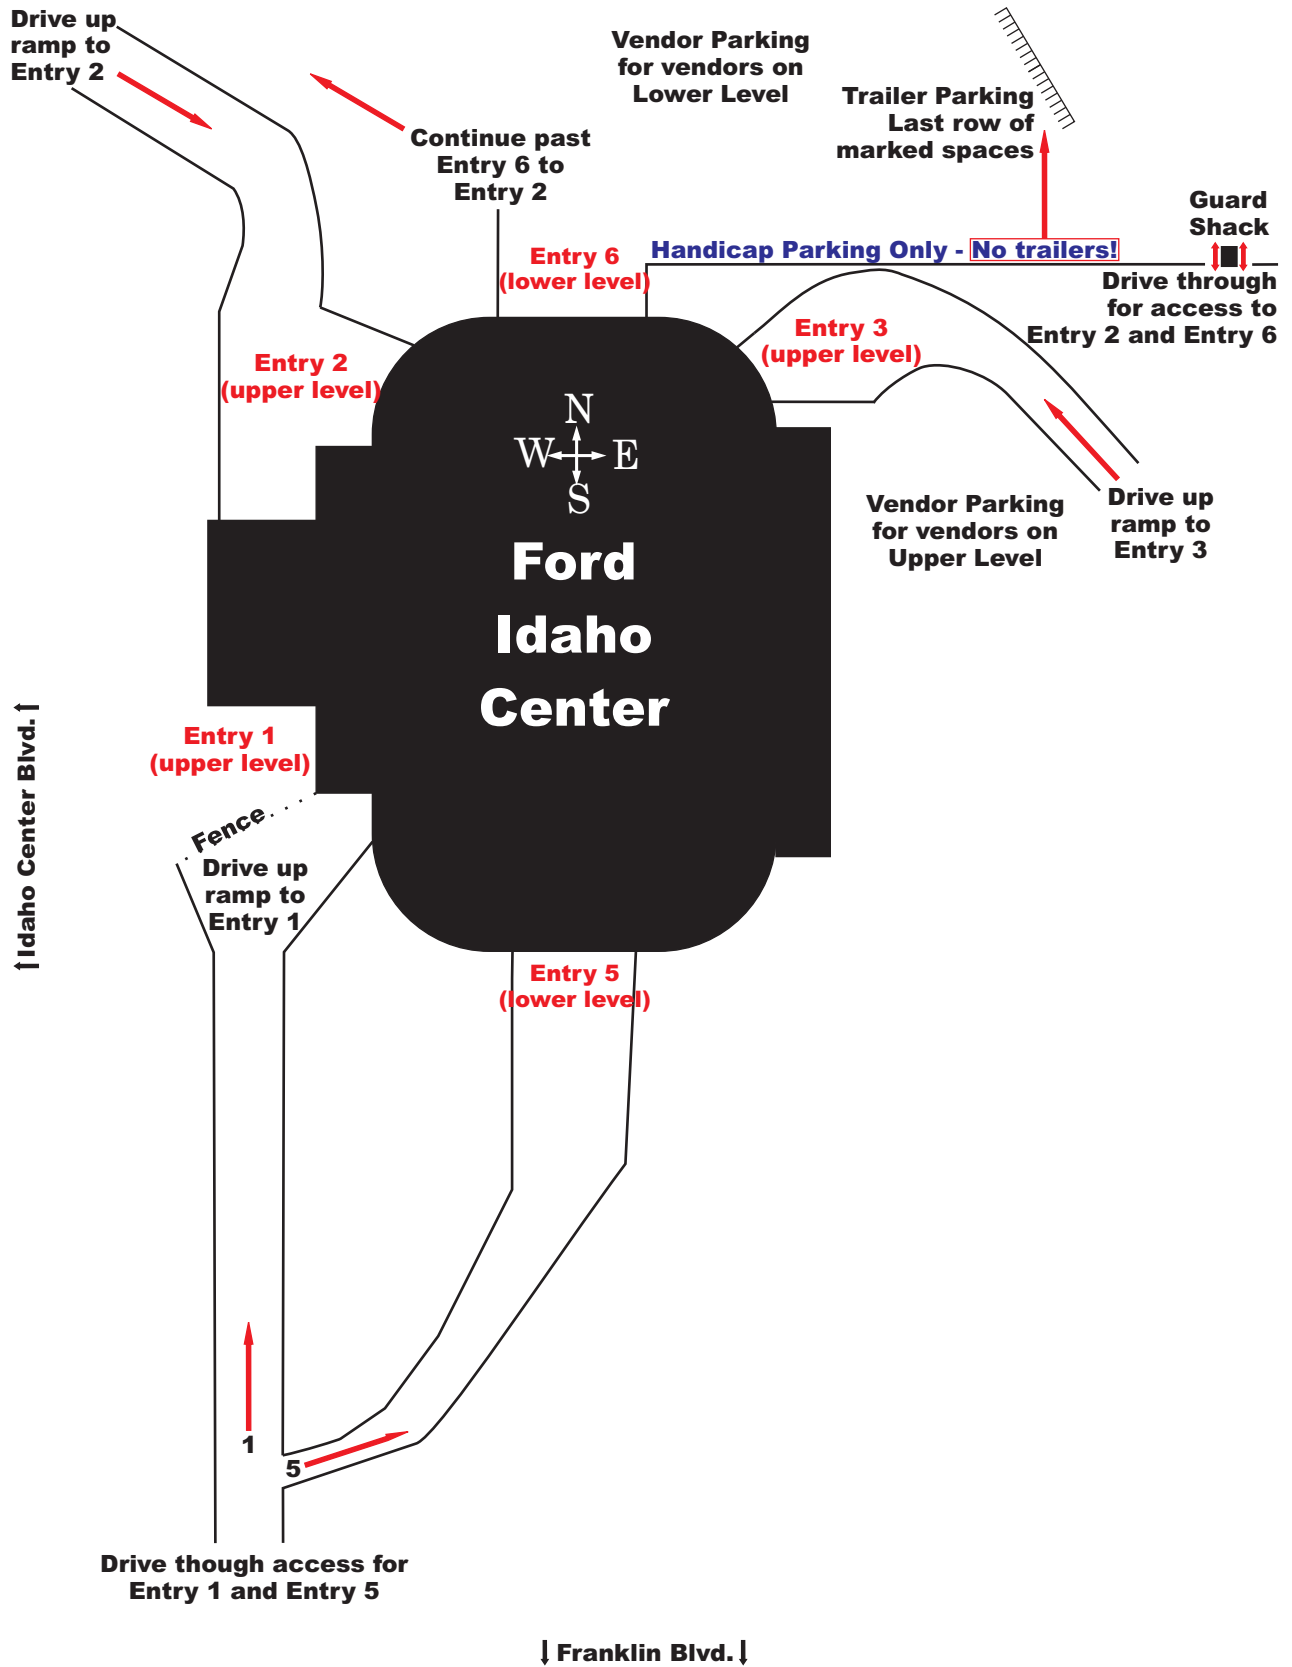 Drive up
ramp to
Entry 2
Vendor Parking
for vendors on
Lower Level
Trailer Parking
Last row of
marked spaces
Continue past
Entry 6 to
Entry 2
Guard
Shack
Handicap Parking Only - No trailers!
Entry 6
(lower level)
Drive through
for access to
Entry 2 and Entry 6
Entry 3
(upper level)
Entry 2
(upper level)
N
W E
S
Vendor Parking
for vendors on
Upper Level
Drive up
ramp to
Entry 3
Ford
Idaho
Center
Idaho Center Blvd.
Entry 1
(upper level)
Fence
Drive up
ramp to
Entry 1
Entry 5
(lower level)
1
5
Drive though access for
Entry 1 and Entry 5
Franklin Blvd.